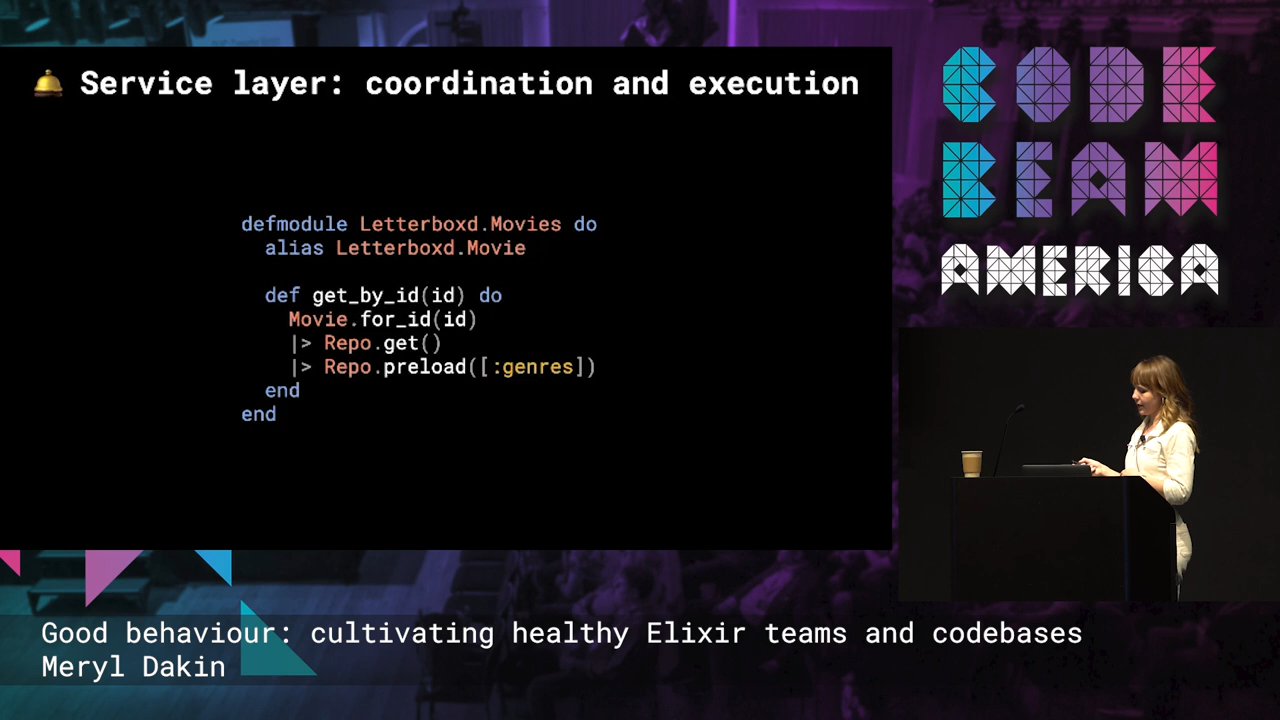 🛎️ Service layer: coordination and execution
defmodule Letterboxd.Movies do
alias Letterboxd.Movie
def get_by_id(id) do
Movie.for_id(id)
|> Repo.get()
|> Repo.preload([:genres])
end
end
CODE
BEAM
AMERICA
Good behaviour: cultivating healthy Elixir teams and codebases
Meryl Dakin